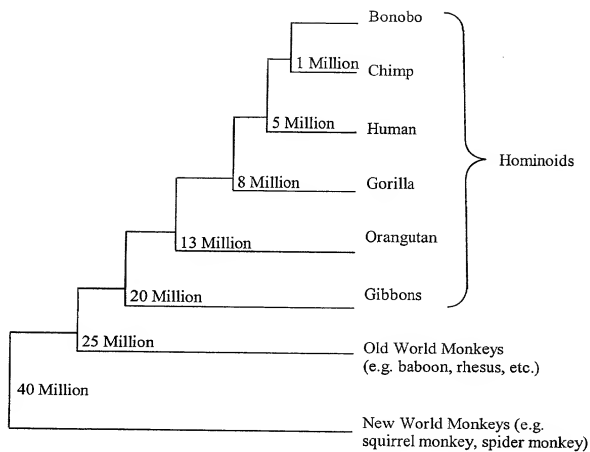 Bonobo
1 Million
Chimp
5 Million
Human
Hominoids
8 Million
Gorilla
13 Million
Orangutan
20 Million
Gibbons
25 Million
Old World Monkeys
(e.g. baboon, rhesus, etc.)
40 Million
New World Monkeys (e.g.
squirrel monkey, spider monkey)